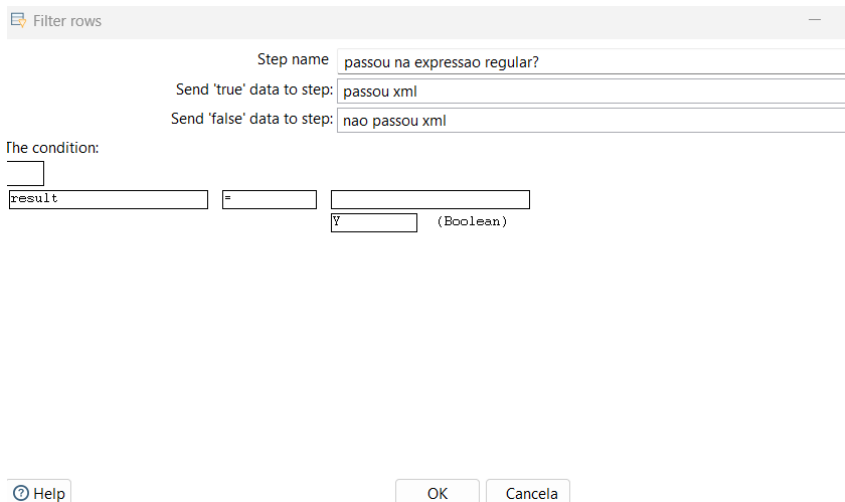 Filter rows
Step name passou na expressao regular?
Send 'true' data to step: passou xml
Send 'false' data to step: nao passou xml
The condition:
result = 
Y (Boolean)
Help OK Cancela